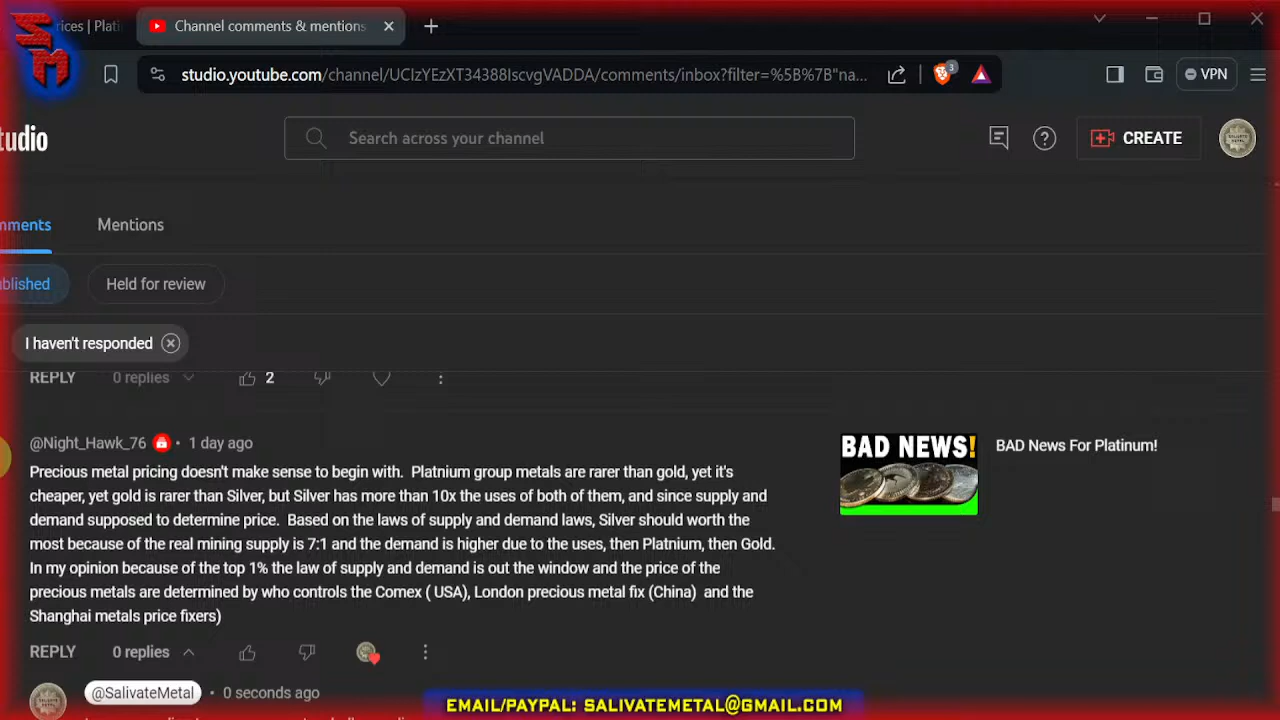 SM
rices | Plati
Channel comments & mentions
studio.youtube.com/channel/UCIzYEzXT34388IscvgVADDA/comments/inbox?filter=%5B%7B"na...
3
VPN
tudio
Search across your channel
CREATE
mments
Mentions
ublished
Held for review
I haven't responded
REPLY 0 replies 2
@Night_Hawk_76 • 1 day ago
BAD NEWS!
BAD News For Platinum!
Precious metal pricing doesn't make sense to begin with. Platnium group metals are rarer than gold, yet it's
cheaper, yet gold is rarer than Silver, but Silver has more than 10x the uses of both of them, and since supply and
demand supposed to determine price. Based on the laws of supply and demand laws, Silver should worth the
most because of the real mining supply is 7:1 and the demand is higher due to the uses, then Platnium, then Gold.
In my opinion because of the top 1% the law of supply and demand is out the window and the price of the
precious metals are determined by who controls the Comex ( USA), London precious metal fix (China) and the
Shanghai metals price fixers)
REPLY 0 replies
@SalivateMetal • 0 seconds ago
EMAIL/PAYPAL: SALIVATEMETAL@GMAIL.COM